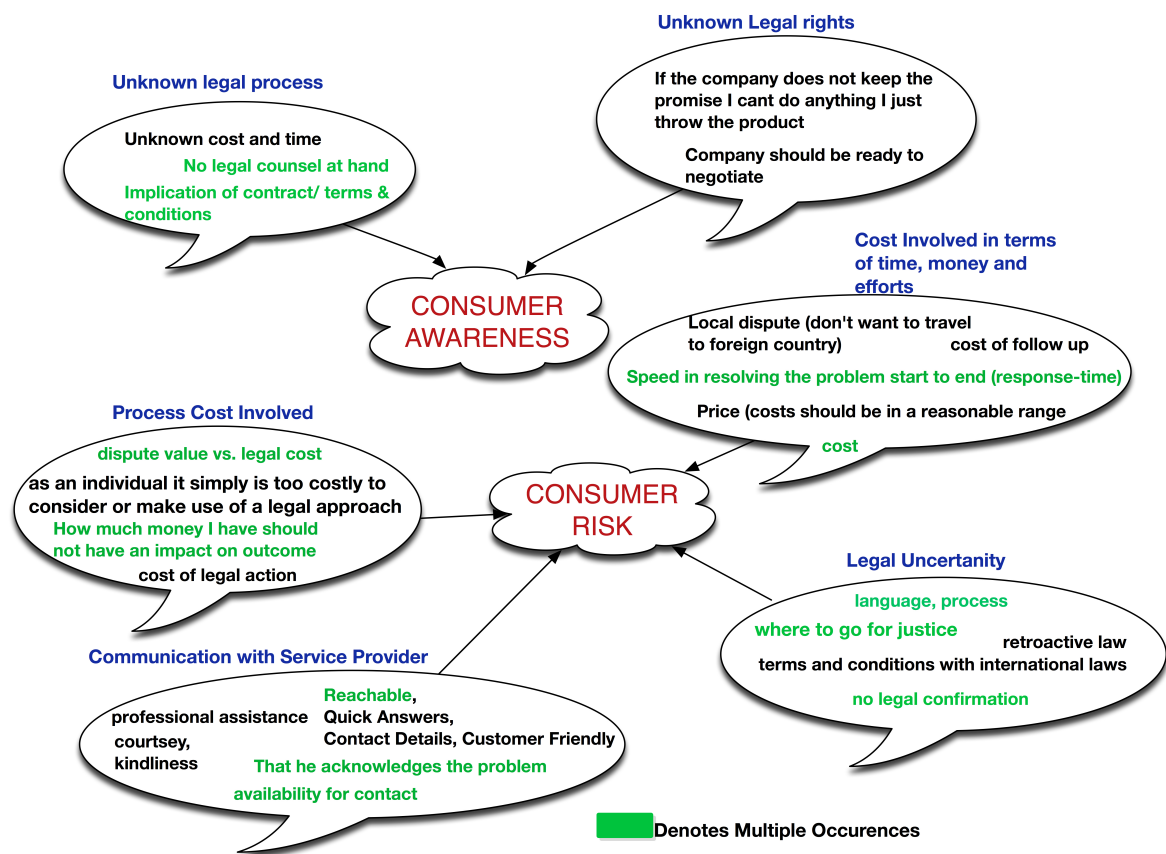 Unknown Legal rights
If the company does not keep the
promise I cant do anything I just
throw the product
Company should be ready to
negotiate
Unknown legal process
Unknown cost and time
No legal counsel at hand
Implication of contract/ terms &
conditions
CONSUMER
AWARENESS
Cost Involved in terms
of time, money and
efforts
Local dispute (don't want to travel
to foreign country)
cost of follow up
Speed in resolving the problem start to end (response-time)
Price (costs should be in a reasonable range
cost
Process Cost Involved
dispute value vs. legal cost
as an individual it simply is too costly to
consider or make use of a legal approach
How much money I have should
not have an impact on outcome
cost of legal action
CONSUMER
RISK
Legal Uncertanity
language, process
where to go for justice
retroactive law
terms and conditions with international laws
no legal confirmation
Communication with Service Provider
Reachable,
Quick Answers,
Contact Details, Customer Friendly
professional assistance
courtsey,
kindliness
That he acknowledges the problem
availability for contact
Denotes Multiple Occurences